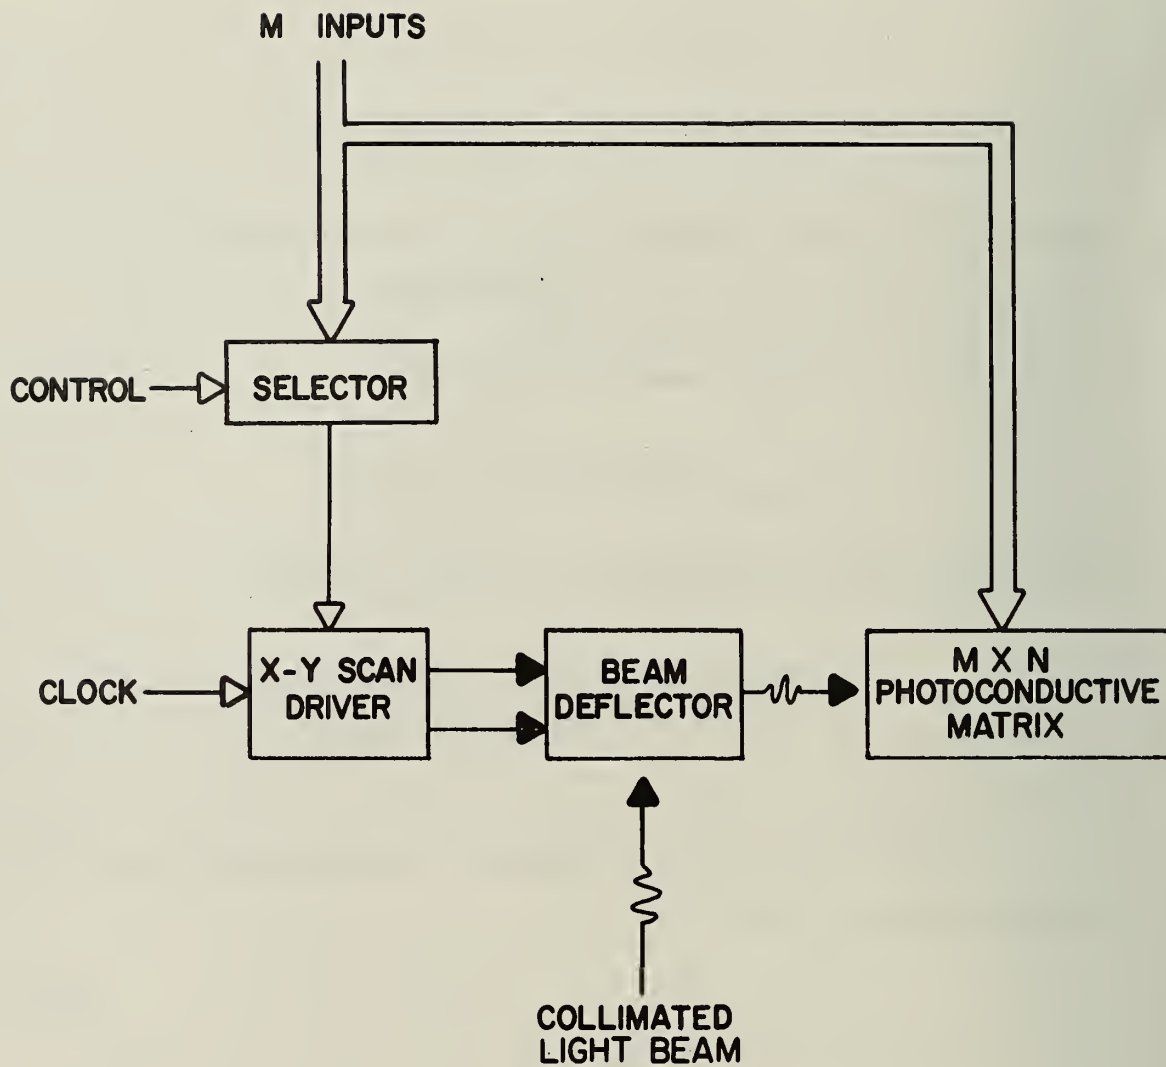 M INPUTS
CONTROL
SELECTOR
CLOCK
X-Y SCAN
DRIVER
BEAM
DEFLECTOR
M X N
PHOTOCONDUCTIVE
MATRIX
COLLIMATED
LIGHT BEAM